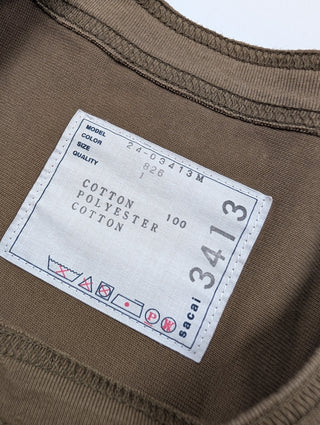 MODEL 24-03413M
COLOR 826
SIZE 1
QUALITY
COTTON 100
POLYESTER
COTTON
sacai 3413
P
W